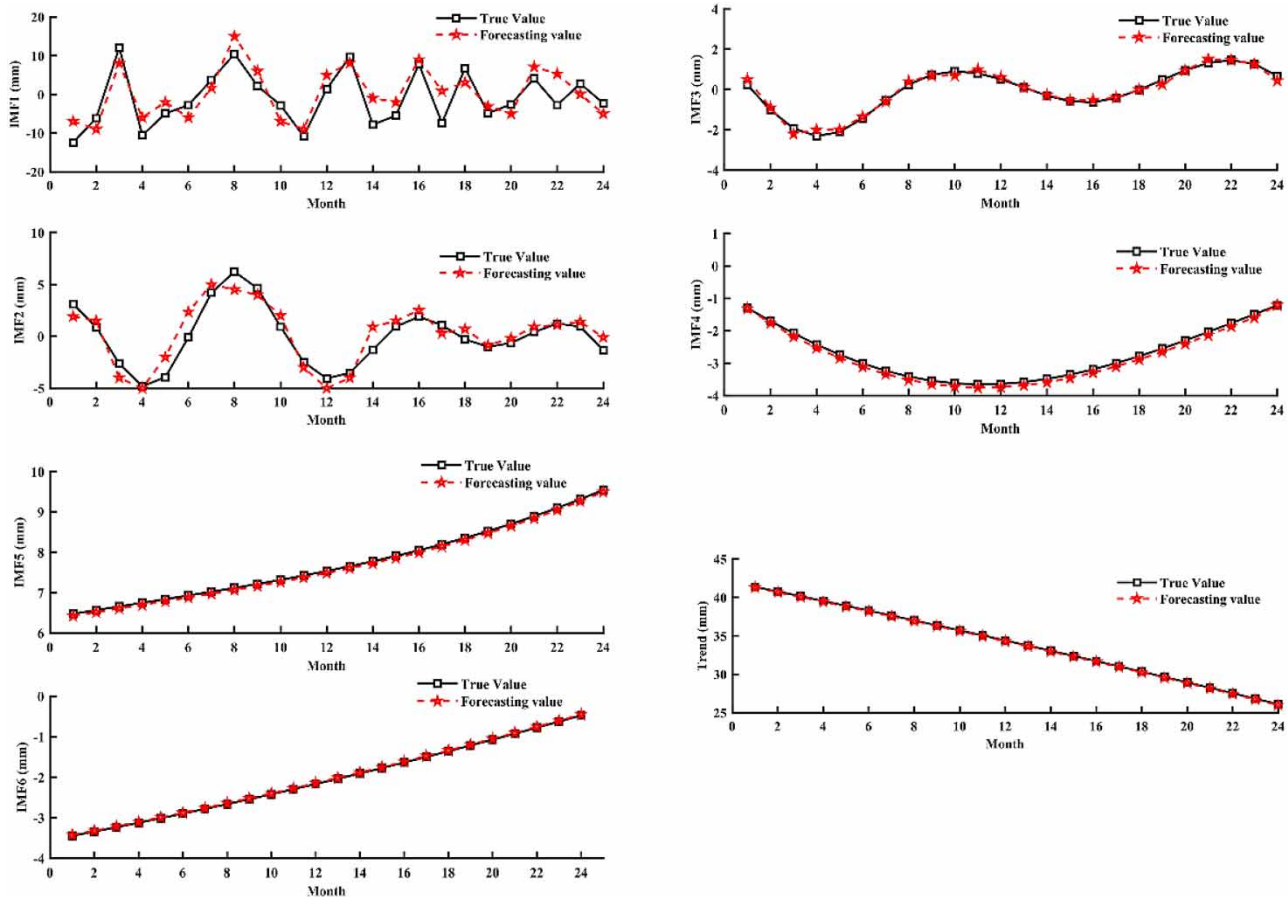 True Value
Forecasting value
20
10
0
-10
-20
IMF1 (mm)
0 2 4 6 8 10 12 14 16 18 20 22 24
Month
True Value
Forecasting value
4
2
0
-2
-4
IMF3 (mm)
0 2 4 6 8 10 12 14 16 18 20 22 24
Month
True Value
Forecasting value
10
5
0
-5
IMF2 (mm)
0 2 4 6 8 10 12 14 16 18 20 22 24
Month
True Value
Forecasting value
1
0
-1
-2
-3
-4
IMF4 (mm)
0 2 4 6 8 10 12 14 16 18 20 22 24
Month
True Value
Forecasting value
10
9
8
7
6
IMF5 (mm)
0 2 4 6 8 10 12 14 16 18 20 22 24
Month
True Value
Forecasting value
45
40
35
30
25
Trend (mm)
0 2 4 6 8 10 12 14 16 18 20 22 24
Month
True Value
Forecasting value
0
-1
-2
-3
-4
IMF6 (mm)
0 2 4 6 8 10 12 14 16 18 20 22 24
Month